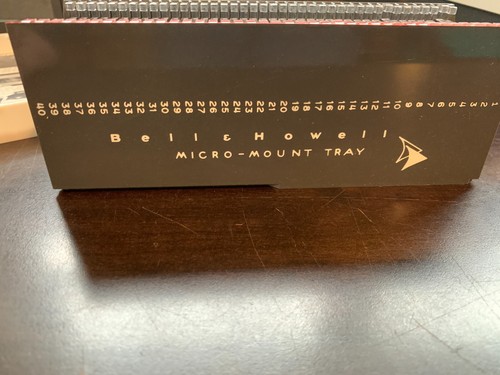 40 39 38 37 36 35 34 33 32 31 30 29 28 27 26 25 24 23 22 21 20 19 18 17 16 15 14 13 12 11 10 9 8 7 6 5 4 3 2 1
Bell & Howell
MICRO-MOUNT TRAY